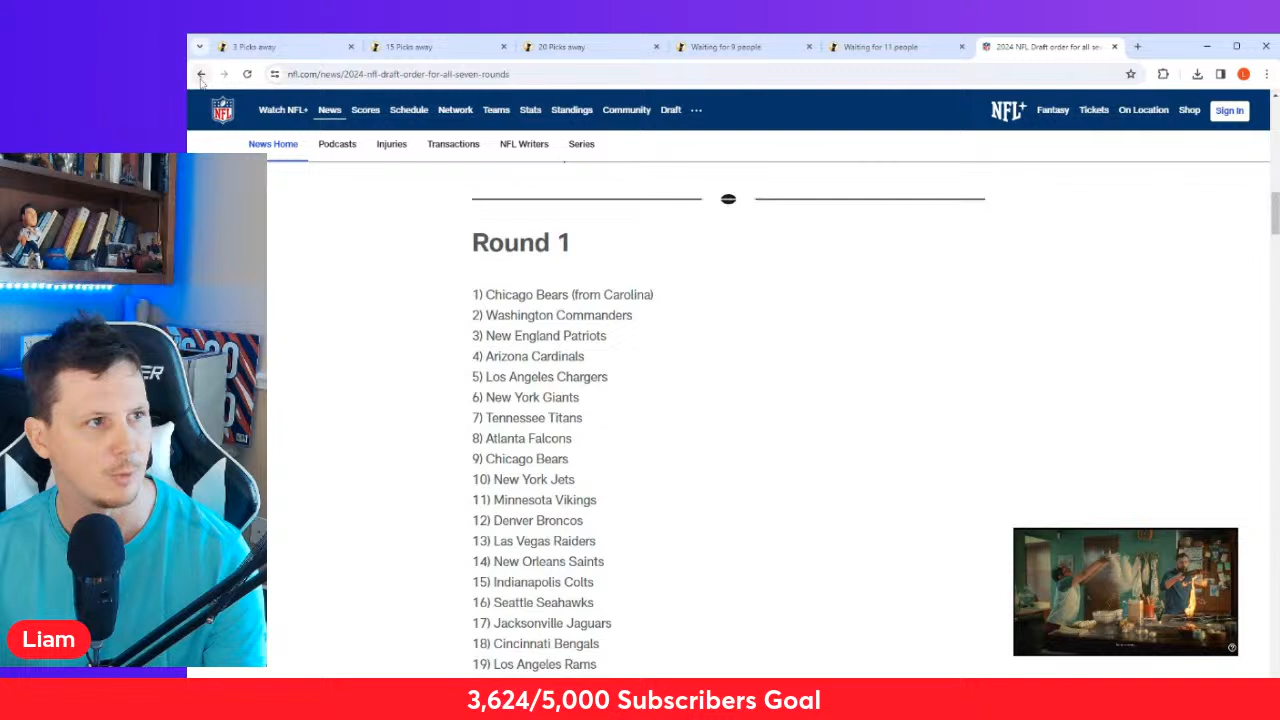 3 Picks away
15 Picks away
20 Picks away
Waiting for 9 people
Waiting for 11 people
2024 NFL Draft order for all sev
nfl.com/news/2024-nfl-draft-order-for-all-seven-rounds
L
NFL
Watch NFL+
News
Scores
Schedule
Network
Teams
Stats
Standings
Community
Draft
NFL+
Fantasy
Tickets
On Location
Shop
Sign In
News Home
Podcasts
Injuries
Transactions
NFL Writers
Series
Round 1
1) Chicago Bears (from Carolina)
2) Washington Commanders
3) New England Patriots
4) Arizona Cardinals
5) Los Angeles Chargers
6) New York Giants
7) Tennessee Titans
8) Atlanta Falcons
9) Chicago Bears
10) New York Jets
11) Minnesota Vikings
12) Denver Broncos
13) Las Vegas Raiders
14) New Orleans Saints
15) Indianapolis Colts
16) Seattle Seahawks
17) Jacksonville Jaguars
18) Cincinnati Bengals
19) Los Angeles Rams
Liam
3,624/5,000 Subscribers Goal